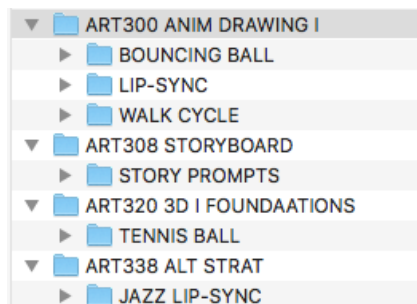 ART300 ANIM DRAWING I
BOUNCING BALL
LIP-SYNC
WALK CYCLE
ART308 STORYBOARD
STORY PROMPTS
ART320 3D I FOUNDAATIONS
TENNIS BALL
ART338 ALT STRAT
JAZZ LIP-SYNC